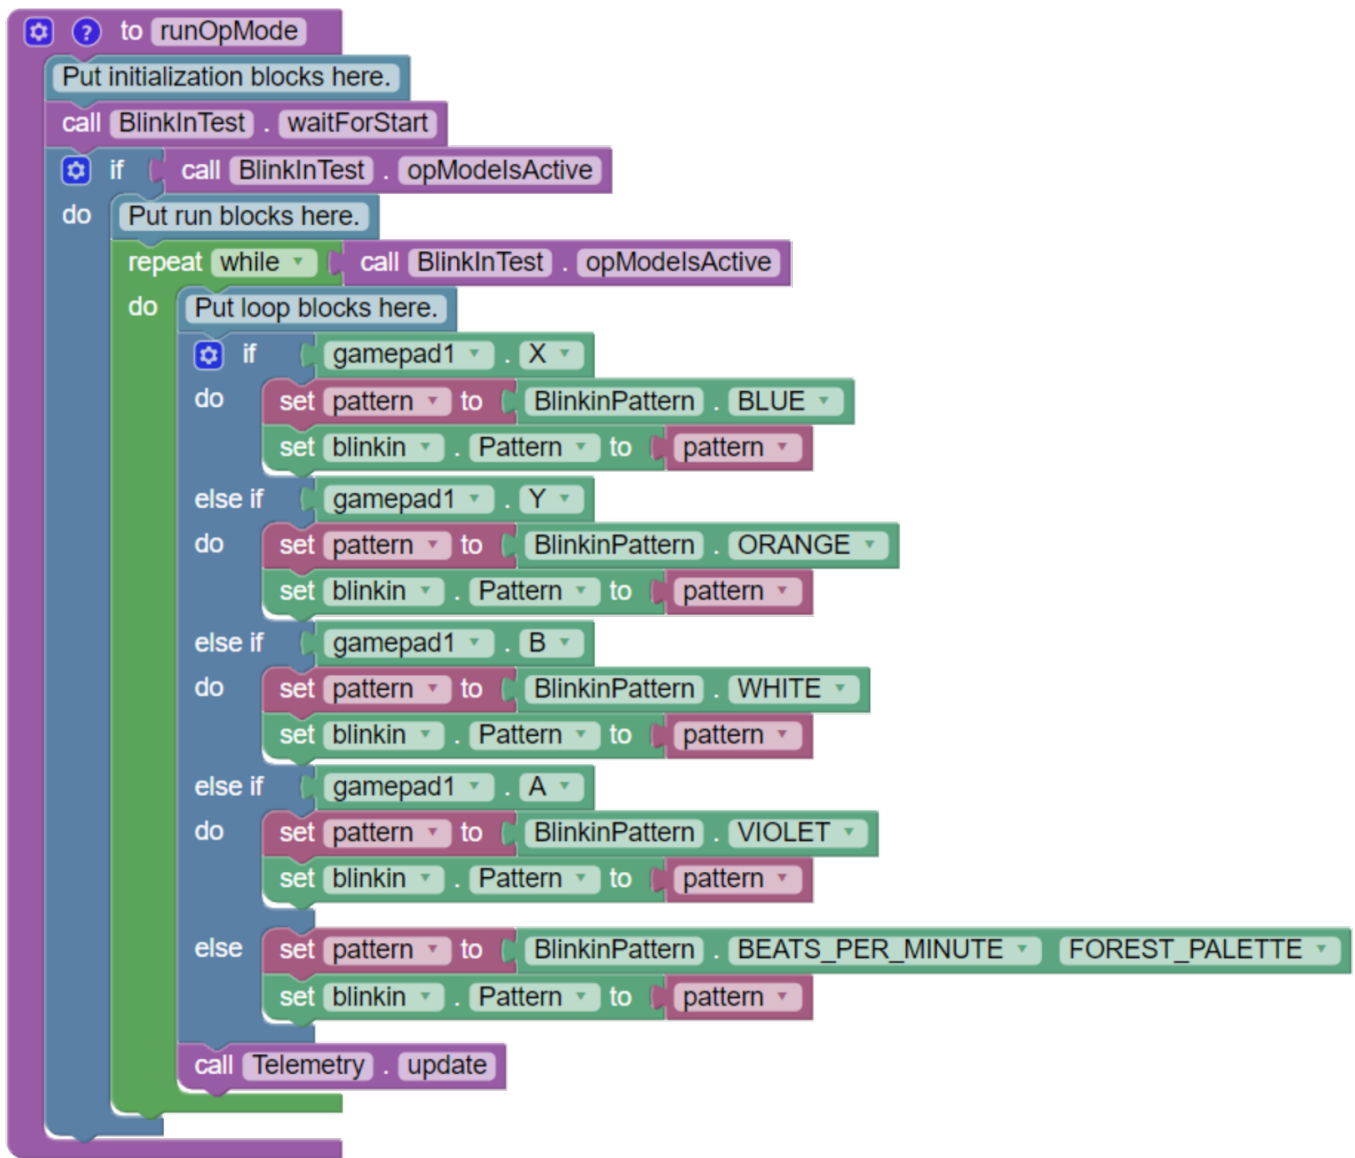 ? to runOpMode
Put initialization blocks here.
call BlinkInTest . waitForStart
if call BlinkInTest . opModeIsActive
do Put run blocks here.
repeat while call BlinkInTest . opModeIsActive
do Put loop blocks here.
if gamepad1 . X
do set pattern to BlinkinPattern . BLUE
set blinkin . Pattern to pattern
else if gamepad1 . Y
do set pattern to BlinkinPattern . ORANGE
set blinkin . Pattern to pattern
else if gamepad1 . B
do set pattern to BlinkinPattern . WHITE
set blinkin . Pattern to pattern
else if gamepad1 . A
do set pattern to BlinkinPattern . VIOLET
set blinkin . Pattern to pattern
else set pattern to BlinkinPattern . BEATS_PER_MINUTE FOREST_PALETTE
set blinkin . Pattern to pattern
call Telemetry . update